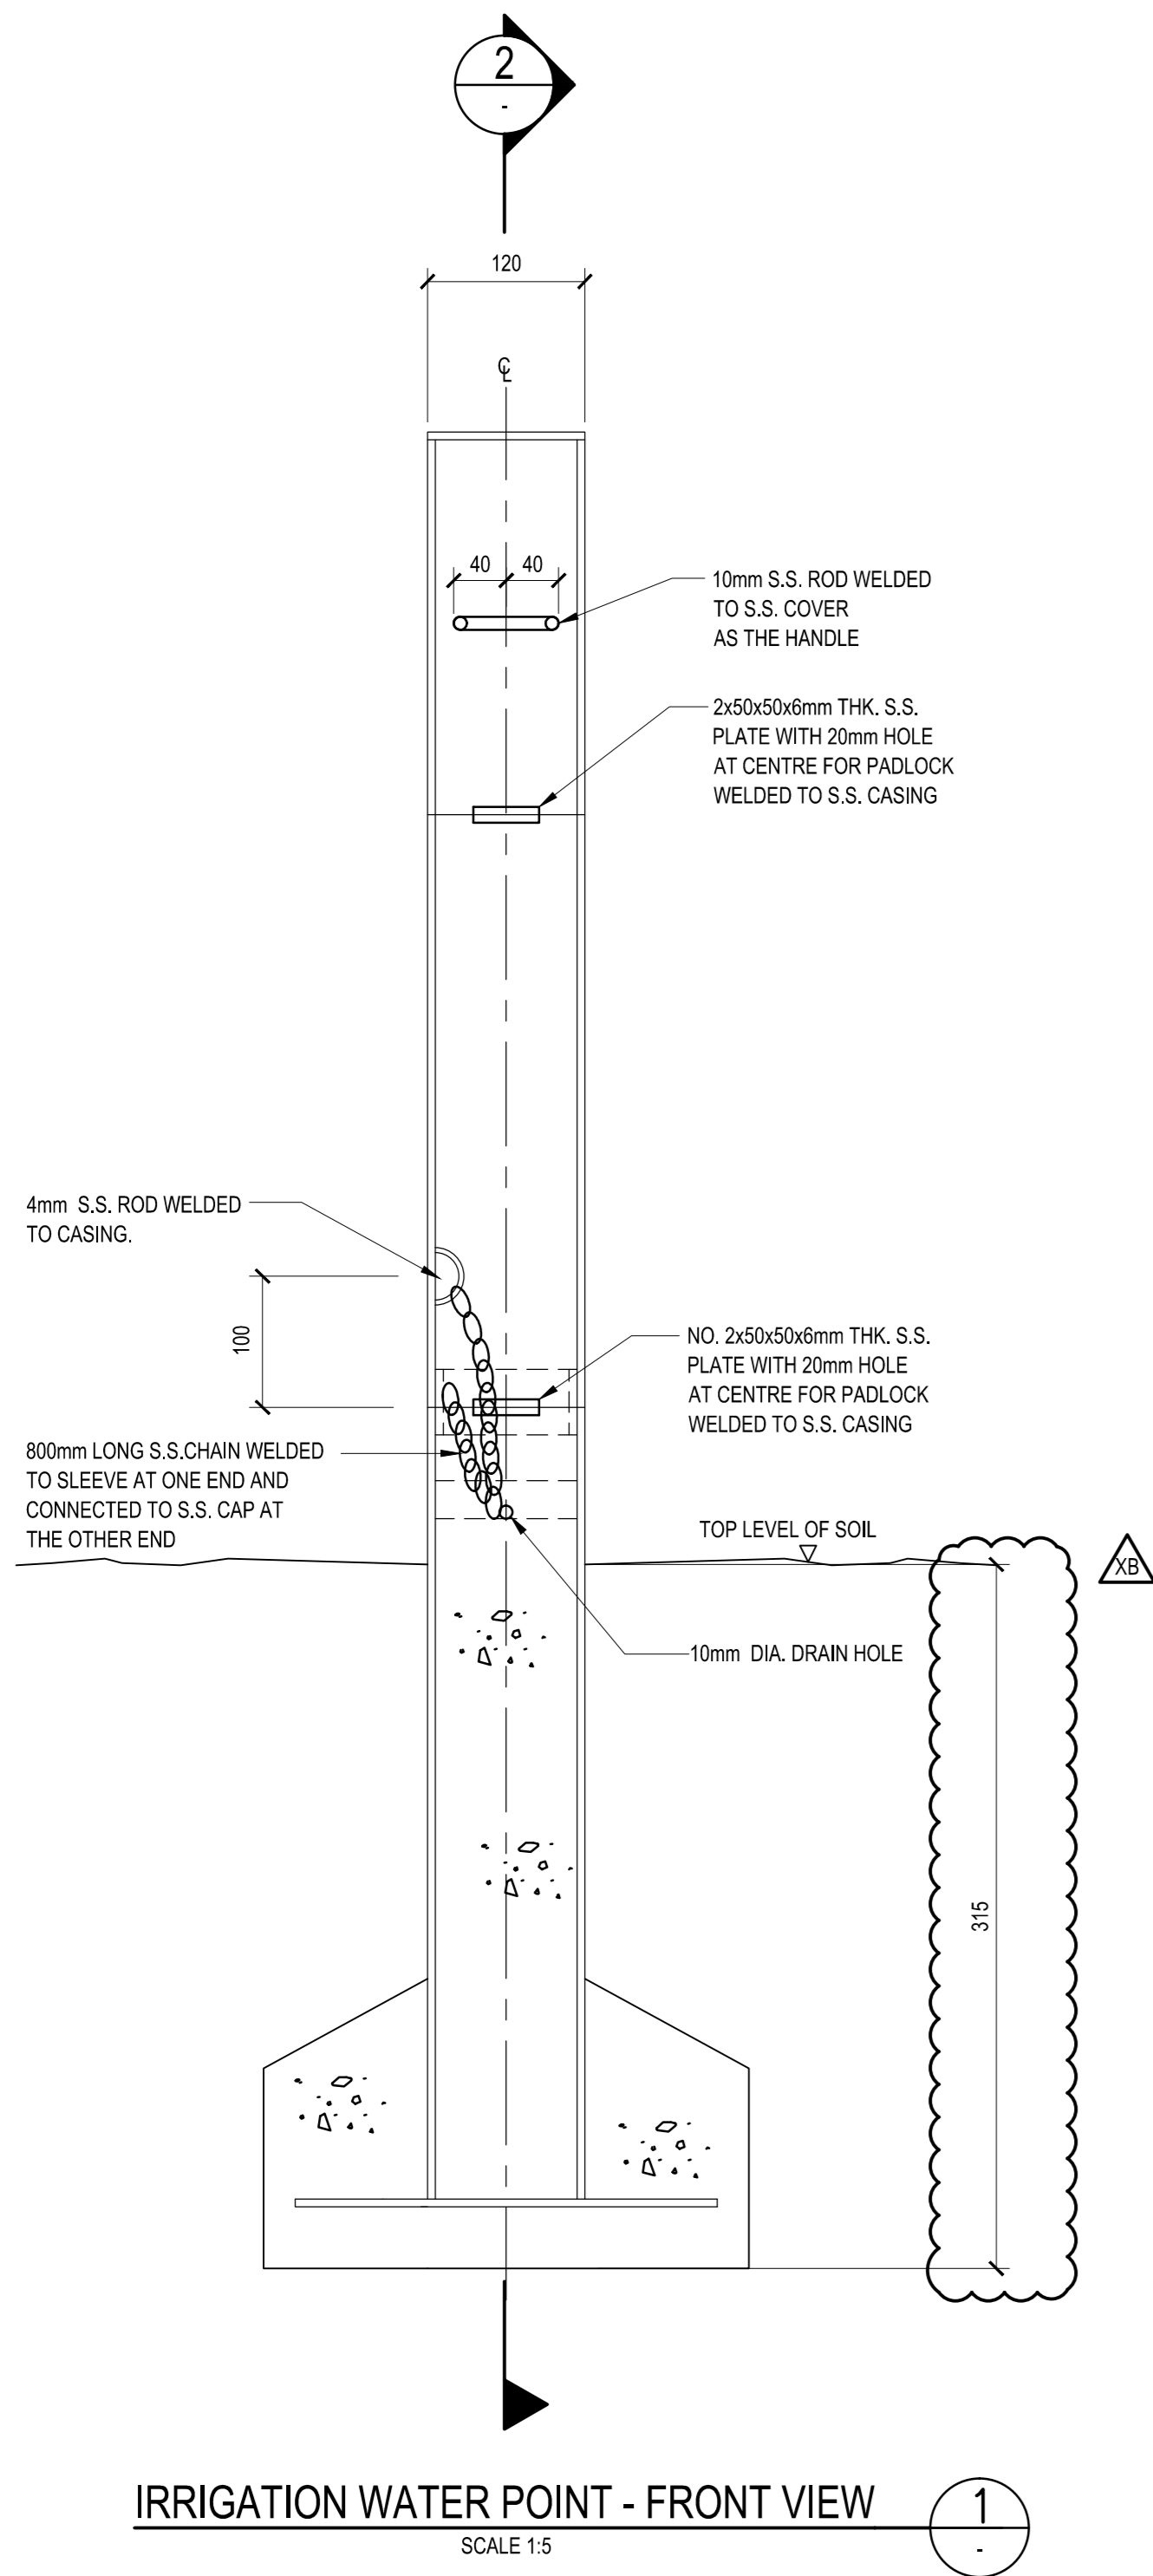 2
-
120
℄
40 40
10mm S.S. ROD WELDED
TO S.S. COVER
AS THE HANDLE
2x50x50x6mm THK. S.S.
PLATE WITH 20mm HOLE
AT CENTRE FOR PADLOCK
WELDED TO S.S. CASING
4mm S.S. ROD WELDED
TO CASING.
100
NO. 2x50x50x6mm THK. S.S.
PLATE WITH 20mm HOLE
AT CENTRE FOR PADLOCK
WELDED TO S.S. CASING
800mm LONG S.S.CHAIN WELDED
TO SLEEVE AT ONE END AND
CONNECTED TO S.S. CAP AT
THE OTHER END
TOP LEVEL OF SOIL
XB
10mm DIA. DRAIN HOLE
315
IRRIGATION WATER POINT - FRONT VIEW
SCALE 1:5
1
-